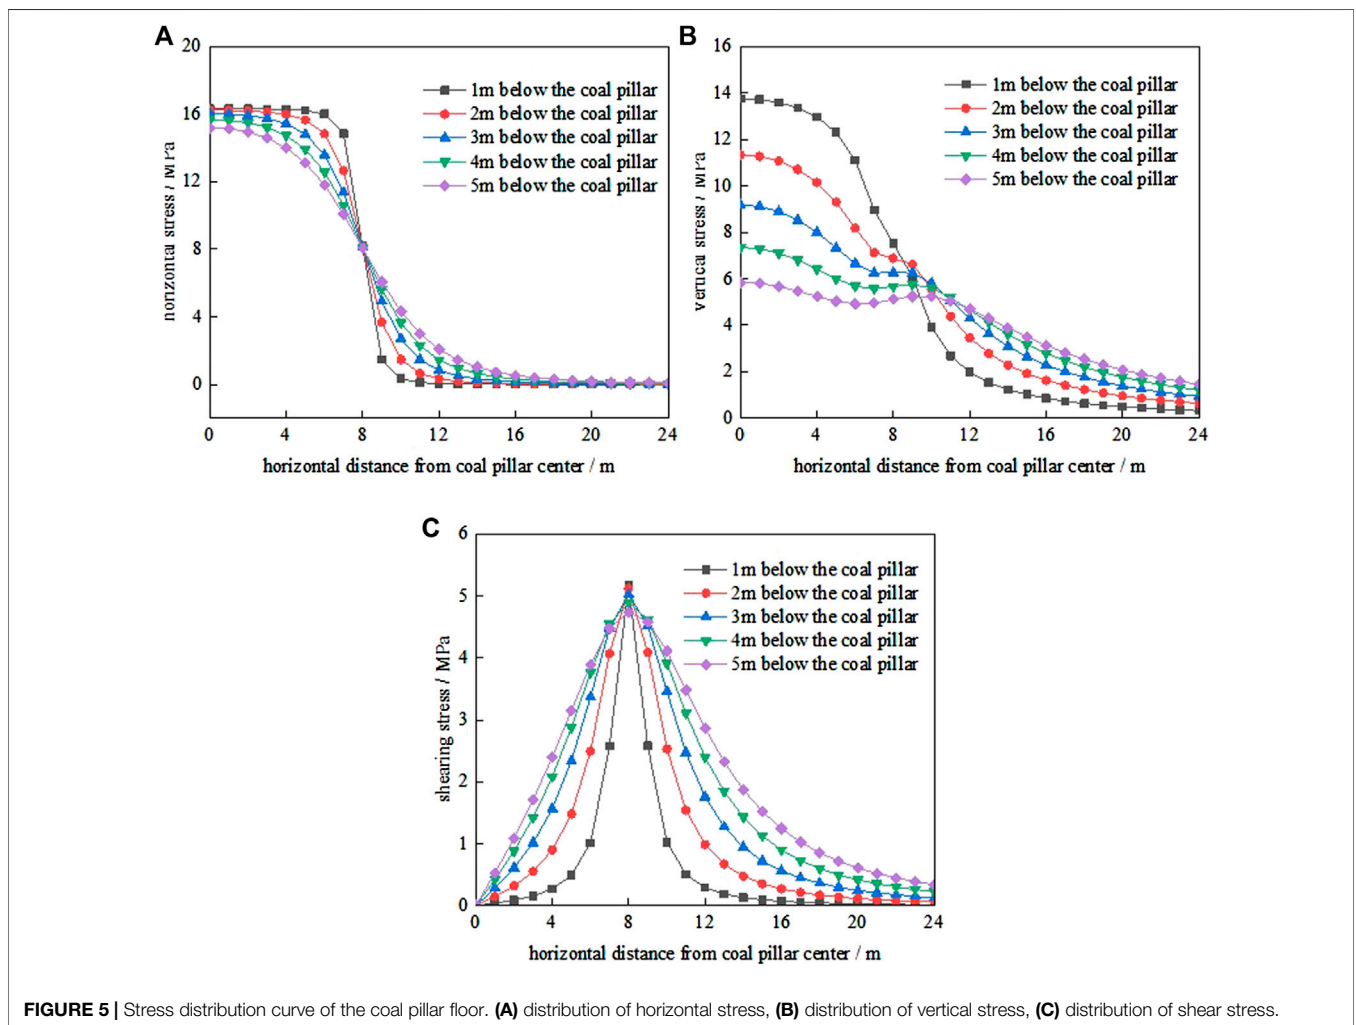 A
20
16
12
8
4
0
horizontal stress / MPa
1m below the coal pillar
2m below the coal pillar
3m below the coal pillar
4m below the coal pillar
5m below the coal pillar
0 4 8 12 16 20 24
horizontal distance from coal pillar center / m
B
16
14
12
10
8
6
4
2
0
vertical stress / MPa
1m below the coal pillar
2m below the coal pillar
3m below the coal pillar
4m below the coal pillar
5m below the coal pillar
0 4 8 12 16 20 24
horizontal distance from coal pillar center / m
C
6
5
4
3
2
1
0
shearing stress / MPa
1m below the coal pillar
2m below the coal pillar
3m below the coal pillar
4m below the coal pillar
5m below the coal pillar
0 4 8 12 16 20 24
horizontal distance from coal pillar center / m
FIGURE 5 | Stress distribution curve of the coal pillar floor. (A) distribution of horizontal stress, (B) distribution of vertical stress, (C) distribution of shear stress.